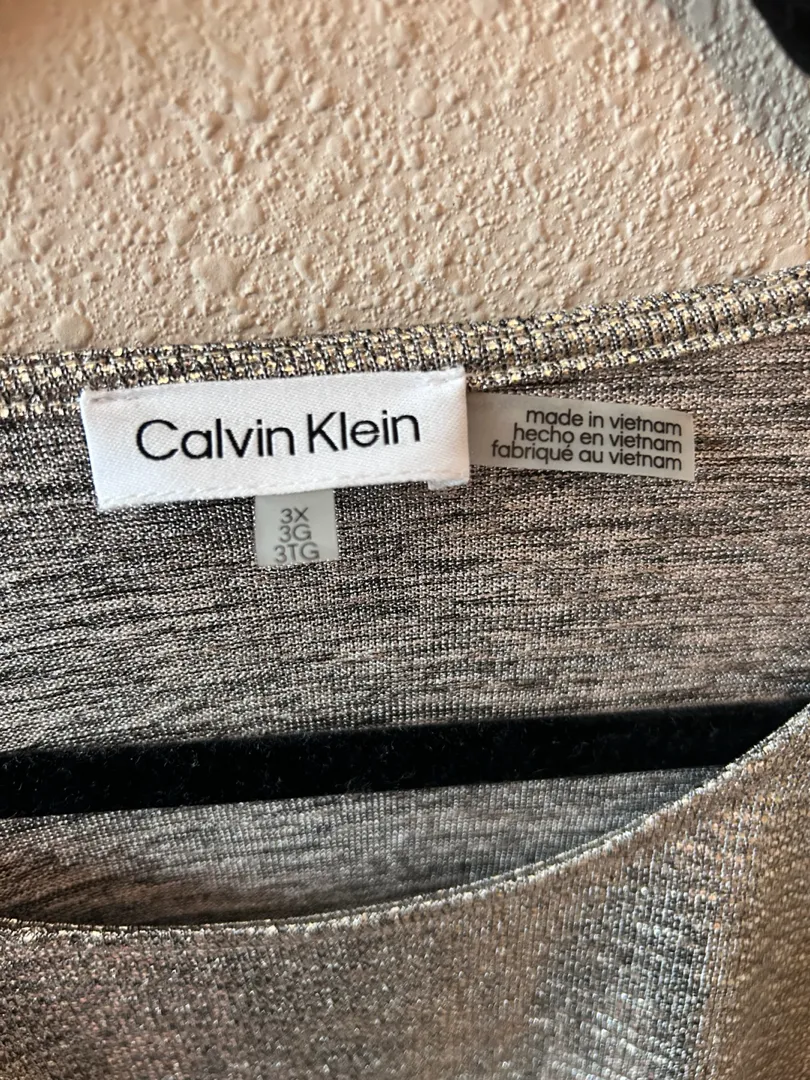 Calvin Klein
made in vietnam
hecho en vietnam
fabriqué au vietnam
3X
3G
3TG